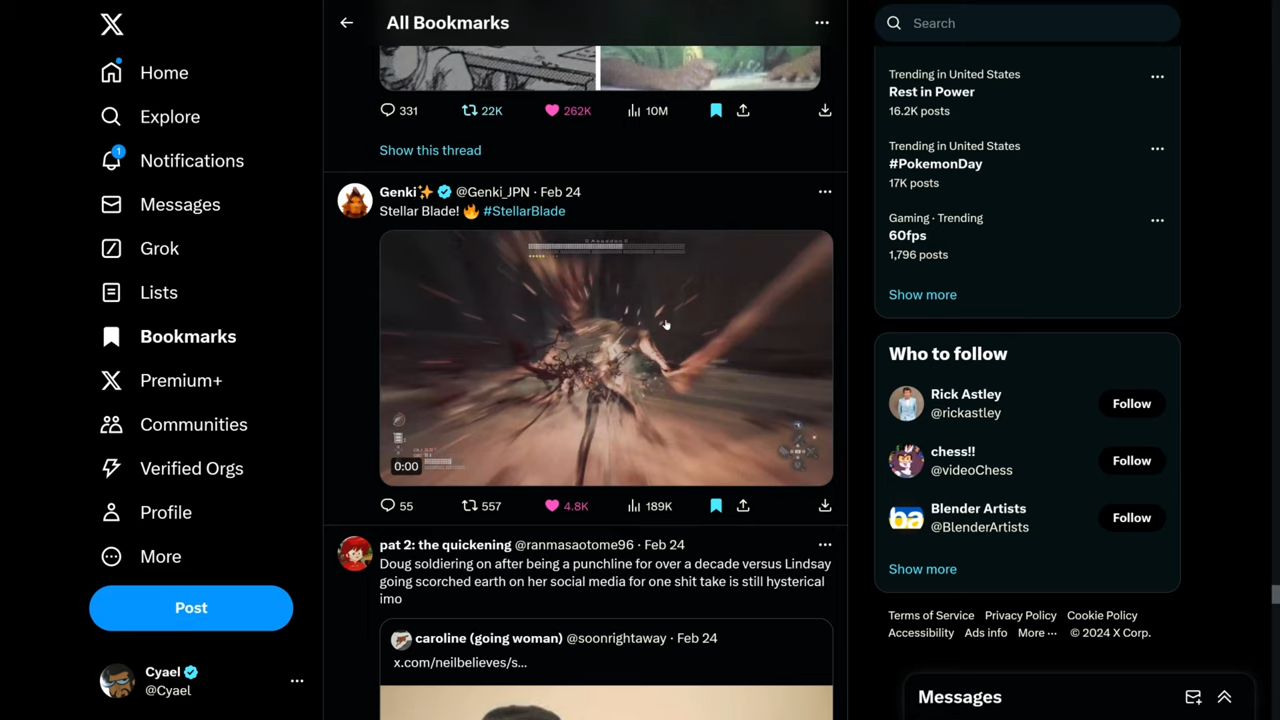 Home
Explore
1
Notifications
Messages
Grok
Lists
Bookmarks
Premium+
Communities
Verified Orgs
Profile
More
Post
Cyael
@Cyael
All Bookmarks
331
22K
262K
10M
Show this thread
Genki✨ @Genki_JPN · Feb 24
Stellar Blade! 🔥 #StellarBlade
0:00
55
557
4.8K
189K
pat 2: the quickening @ranmasaotome96 · Feb 24
Doug soldiering on after being a punchline for over a decade versus Lindsay
going scorched earth on her social media for one shit take is still hysterical
imo
caroline (going woman) @soonrightaway · Feb 24
x.com/neilbelieves/s...
Search
Trending in United States
Rest in Power
16.2K posts
Trending in United States
#PokemonDay
17K posts
Gaming · Trending
60fps
1,796 posts
Show more
Who to follow
Rick Astley
@rickastley
Follow
chess!!
@videoChess
Follow
ba
Blender Artists
@BlenderArtists
Follow
Show more
Terms of Service Privacy Policy Cookie Policy
Accessibility Ads info More ··· © 2024 X Corp.
Messages